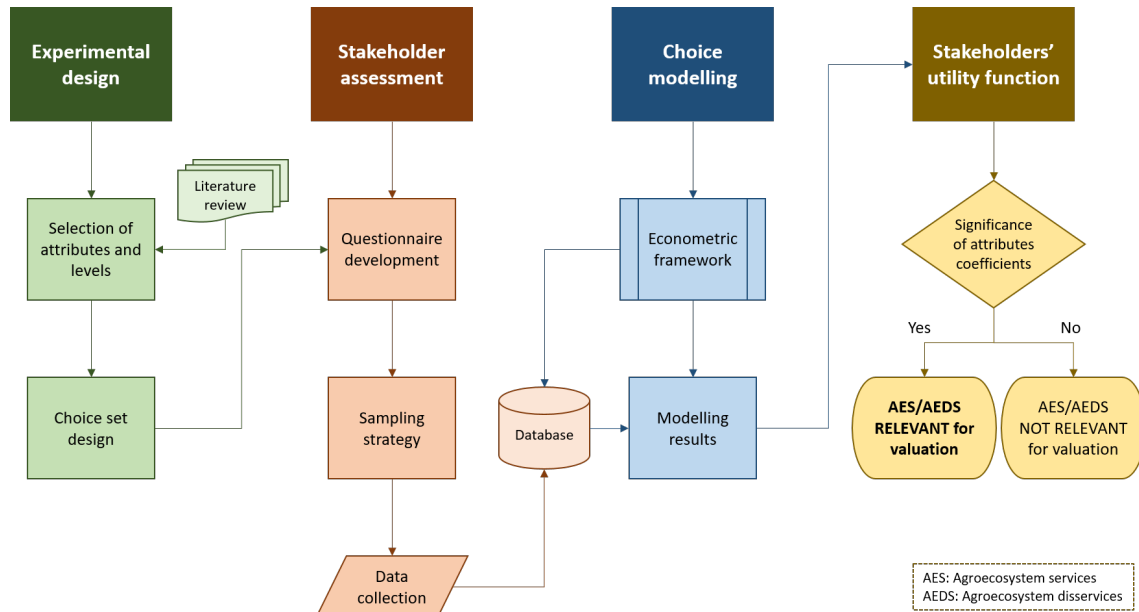 Experimental
design
Stakeholder
assessment
Choice
modelling
Stakeholders’
utility function
Literature
review
Selection of
attributes and
levels
Questionnaire
development
Econometric
framework
Significance
of attributes
coefficients
Yes
No
Choice set
design
Sampling
strategy
Database
Modelling
results
AES/AEDS
RELEVANT for
valuation
AES/AEDS
NOT RELEVANT
for valuation
Data
collection
AES: Agroecosystem services
AEDS: Agroecosystem disservices